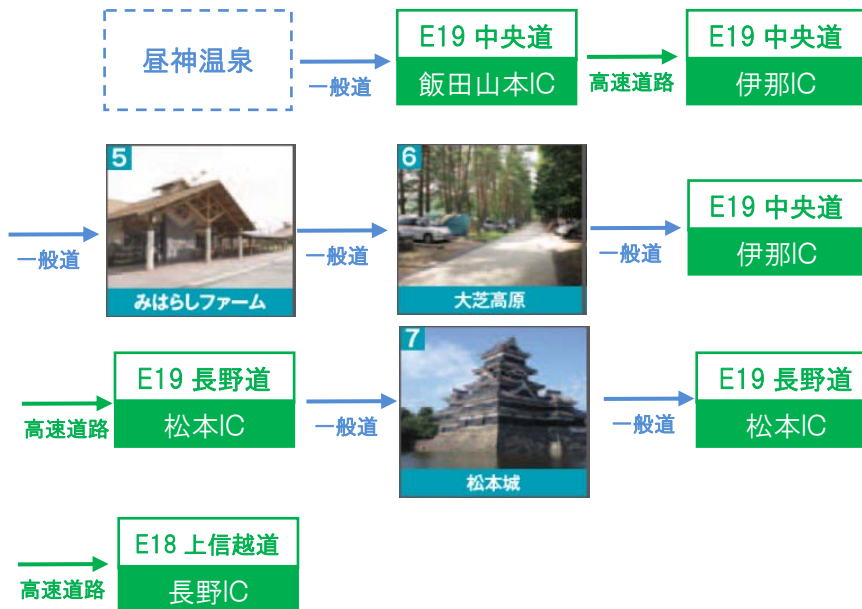 昼神温泉
一般道
E19 中央道
飯田山本IC
高速道路
E19 中央道
伊那IC
一般道
5
みはらしファーム
一般道
6
大芝高原
一般道
E19 中央道
伊那IC
高速道路
E19 長野道
松本IC
一般道
7
松本城
一般道
E19 長野道
松本IC
高速道路
E18 上信越道
長野IC